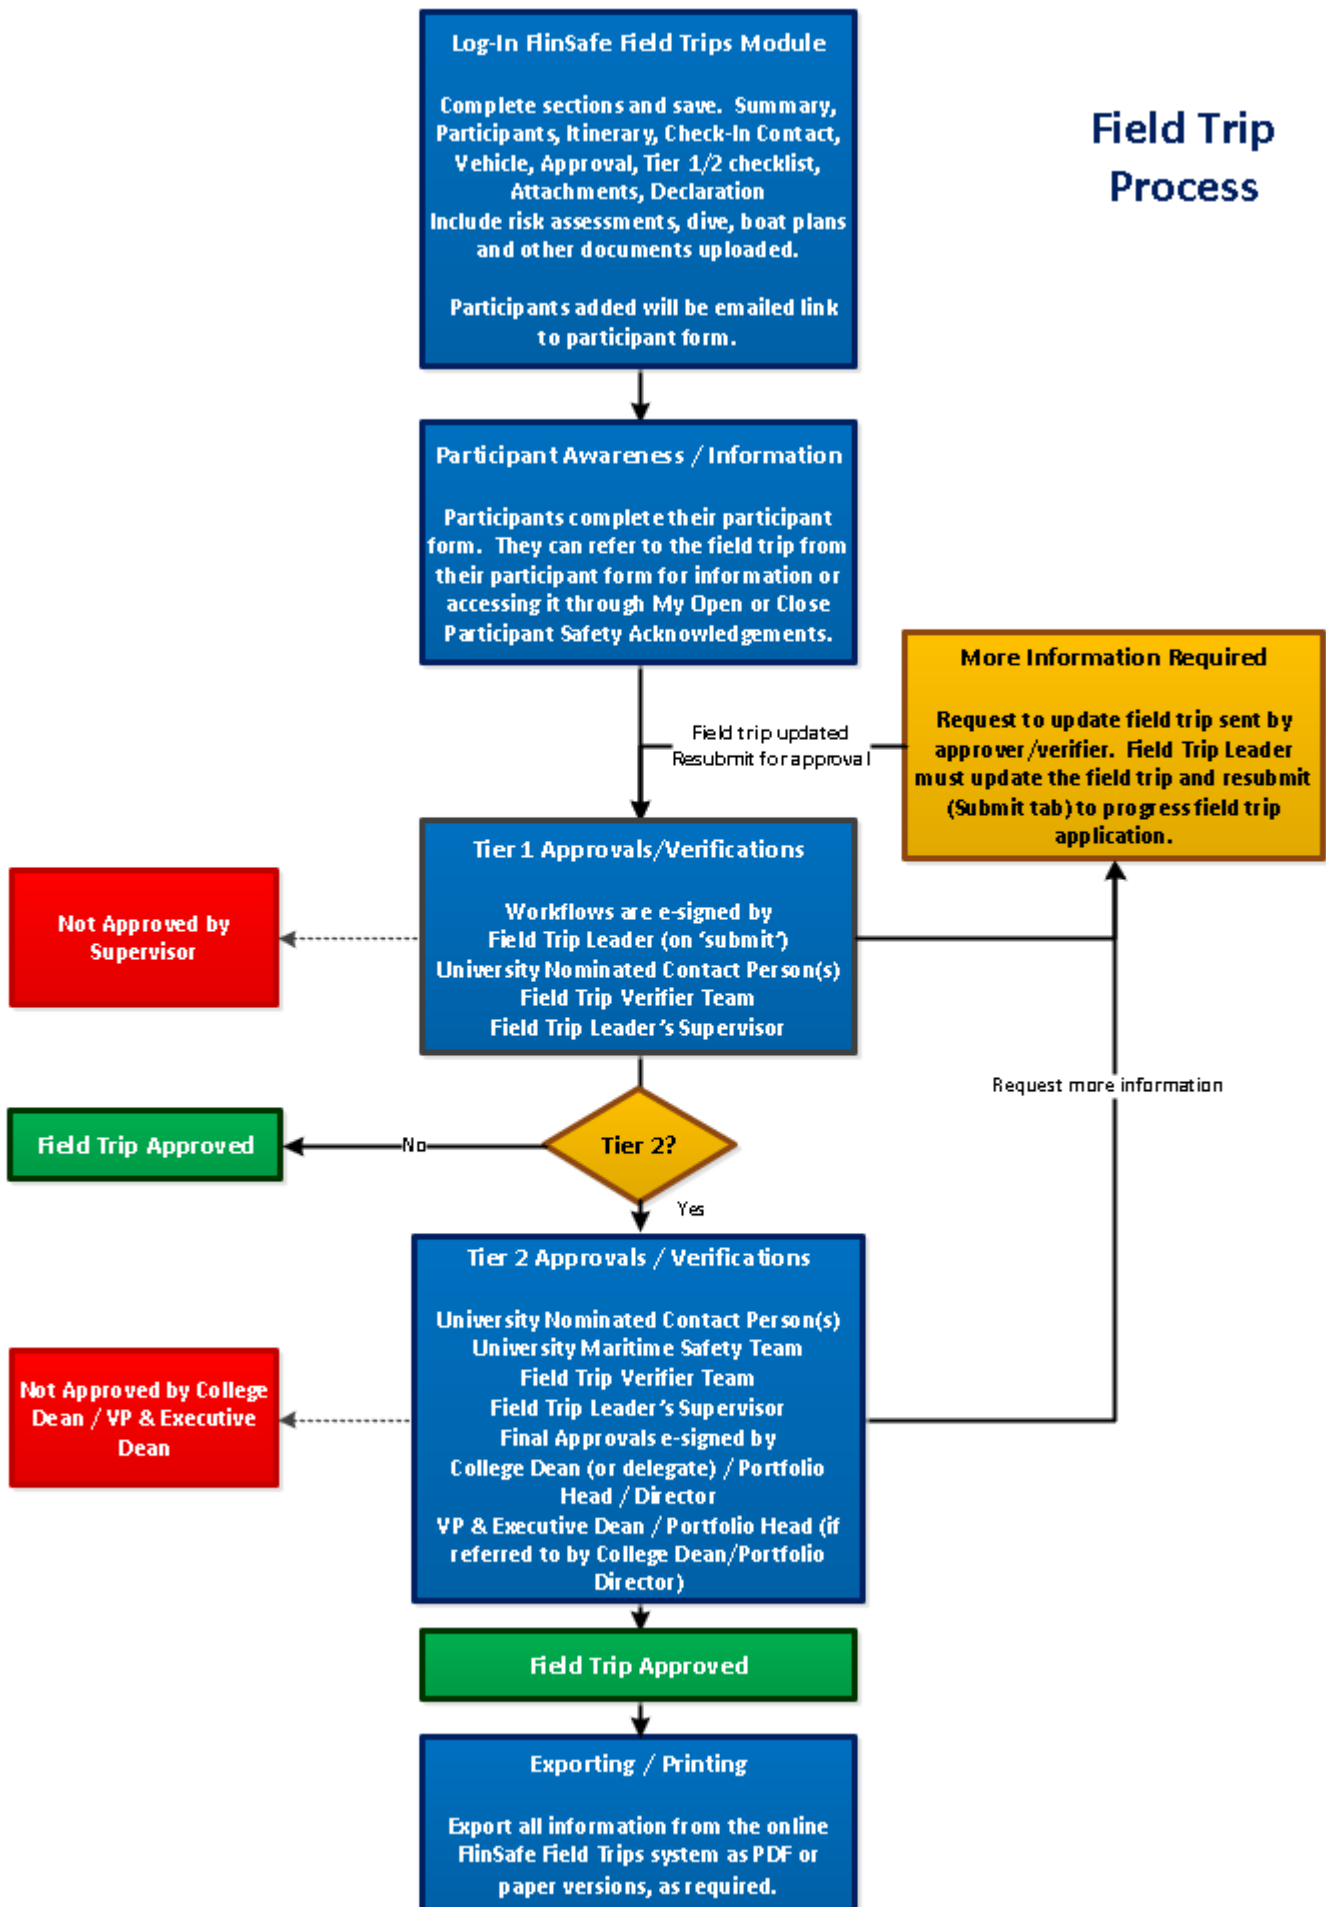 Log-In FlinSafe Field Trips Module
Complete sections and save. Summary,
Participants, Itinerary, Check-In Contact,
Vehicle, Approval, Tier 1/2 checklist,
Attachments, Declaration
Include risk assessments, dive, boat plans
and other documents uploaded.
Participants added will be emailed link
to participant form.
Field Trip
Process
Participant Awareness / Information
Participants complete their participant
form. They can refer to the field trip from
their participant form for information or
accessing it through My Open or Close
Participant Safety Acknowledgements.
More Information Required
Request to update field trip sent by
approver/verifier. Field Trip Leader
must update the field trip and resubmit
(Submit tab) to progress field trip
application.
Field trip updated
Resubmit for approval
Tier 1 Approvals/Verifications
Workflows are e-signed by
Field Trip Leader (on ‘submit’)
University Nominated Contact Person(s)
Field Trip Verifier Team
Field Trip Leader’s Supervisor
Not Approved by
Supervisor
Request more information
Field Trip Approved
No
Tier 2?
Yes
Tier 2 Approvals / Verifications
University Nominated Contact Person(s)
University Maritime Safety Team
Field Trip Verifier Team
Field Trip Leader’s Supervisor
Final Approvals e-signed by
College Dean (or delegate) / Portfolio
Head / Director
VP & Executive Dean / Portfolio Head (if
referred to by College Dean/Portfolio
Director)
Not Approved by College
Dean / VP & Executive
Dean
Field Trip Approved
Exporting / Printing
Export all information from the online
FlinSafe Field Trips system as PDF or
paper versions, as required.